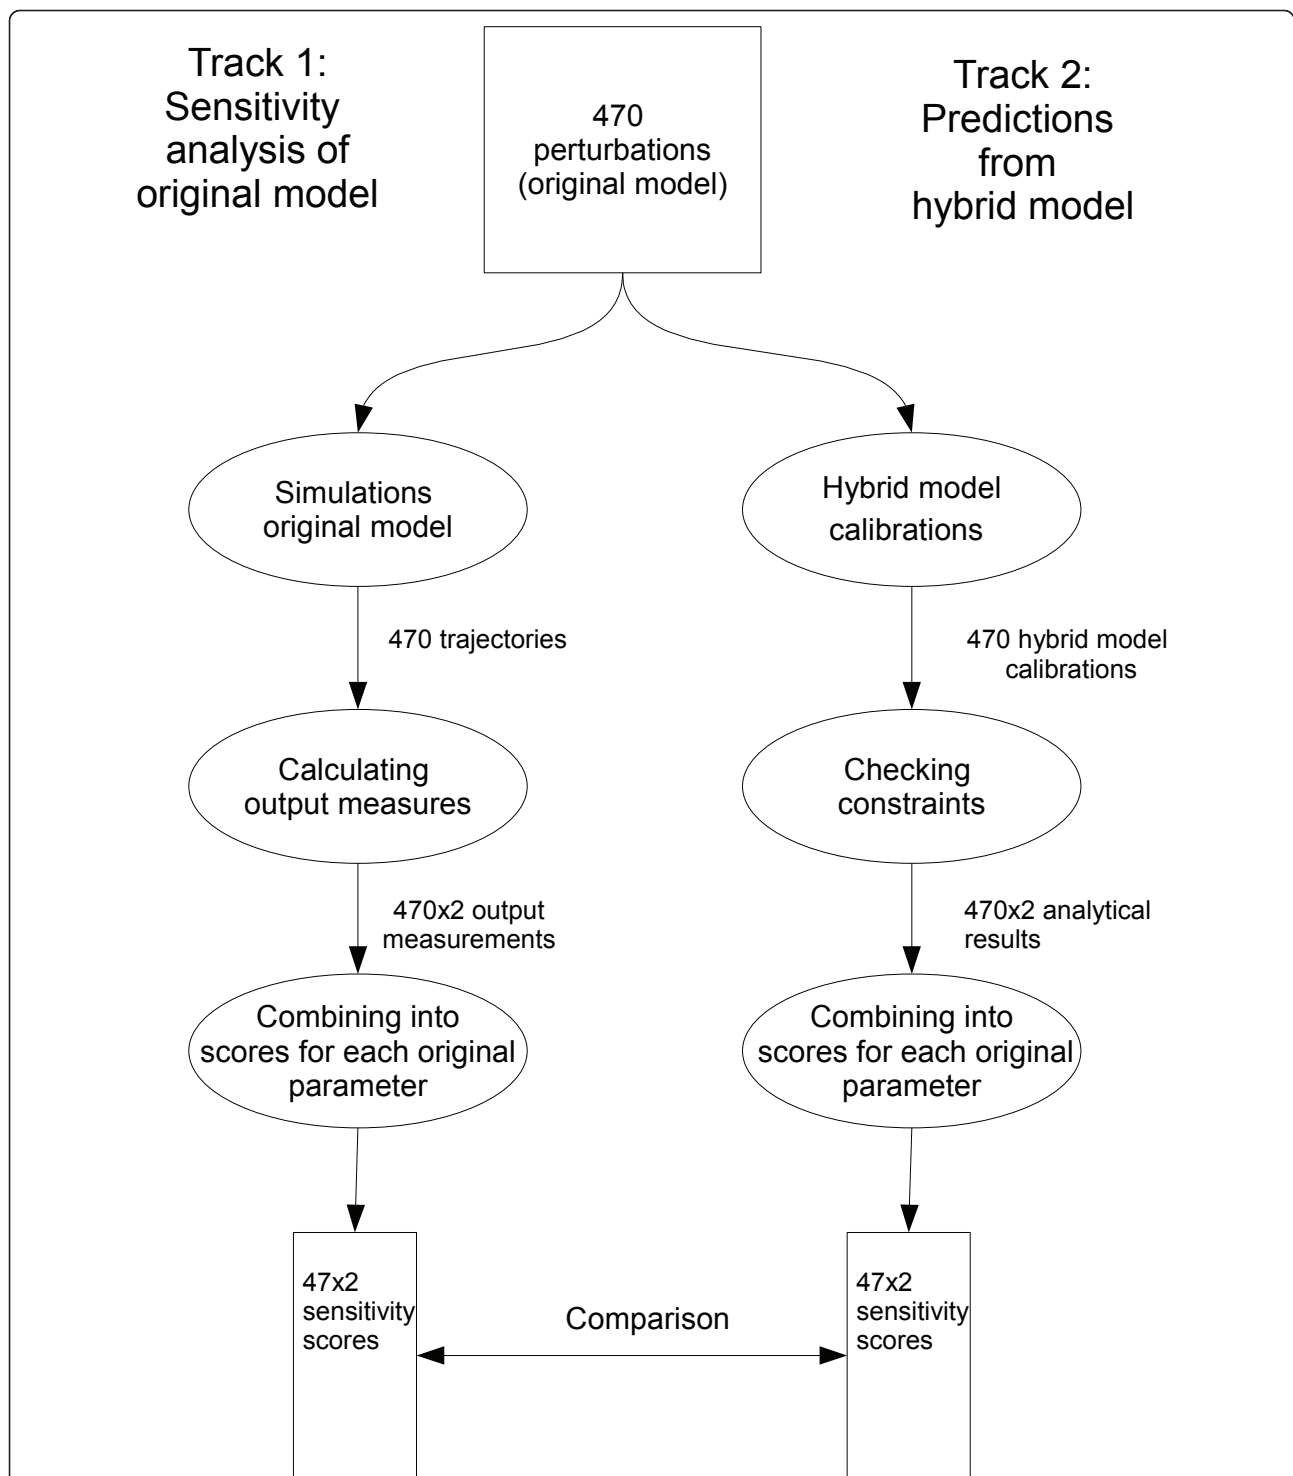 Track 1:
Sensitivity
analysis of
original model
470
perturbations
(original model)
Track 2:
Predictions
from
hybrid model
Simulations
original model
Hybrid model
calibrations
470 trajectories
470 hybrid model
calibrations
Calculating
output measures
Checking
constraints
470x2 output
measurements
470x2 analytical
results
Combining into
scores for each original
parameter
Combining into
scores for each original
parameter
47x2
sensitivity
scores
Comparison
47x2
sensitivity
scores